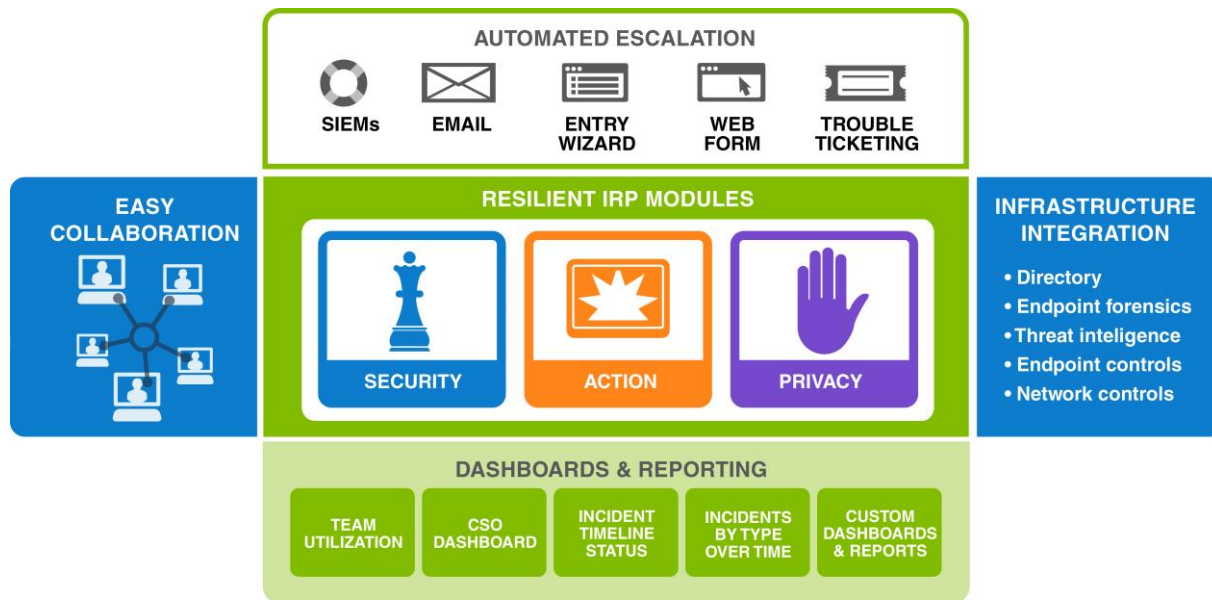 AUTOMATED ESCALATION
SIEMs
EMAIL
ENTRY
WIZARD
WEB
FORM
TROUBLE
TICKETING
EASY
COLLABORATION
RESILIENT IRP MODULES
SECURITY
ACTION
PRIVACY
INFRASTRUCTURE
INTEGRATION
• Directory
• Endpoint forensics
• Threat inteligence
• Endpoint controls
• Network controls
DASHBOARDS & REPORTING
TEAM
UTILIZATION
CSO
DASHBOARD
INCIDENT
TIMELINE
STATUS
INCIDENTS
BY TYPE
OVER TIME
CUSTOM
DASHBOARDS
& REPORTS